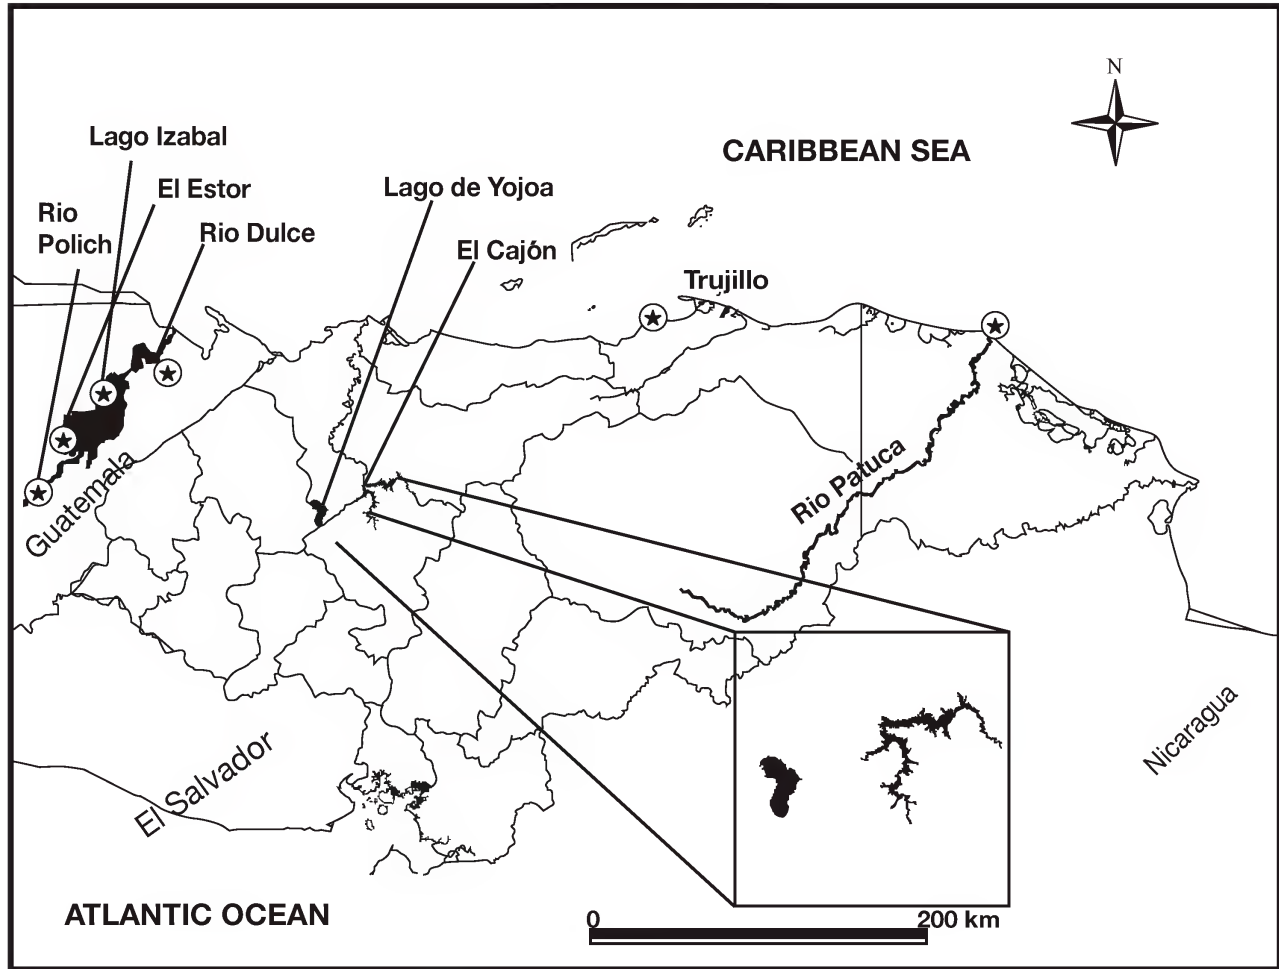 N
CARIBBEAN SEA
Lago Izabal
El Estor
Lago de Yojoa
Rio
Polich
Rio Dulce
El Cajón
Trujillo
Rio Patuca
Guatemala
Nicaragua
El Salvador
ATLANTIC OCEAN
0
200 km